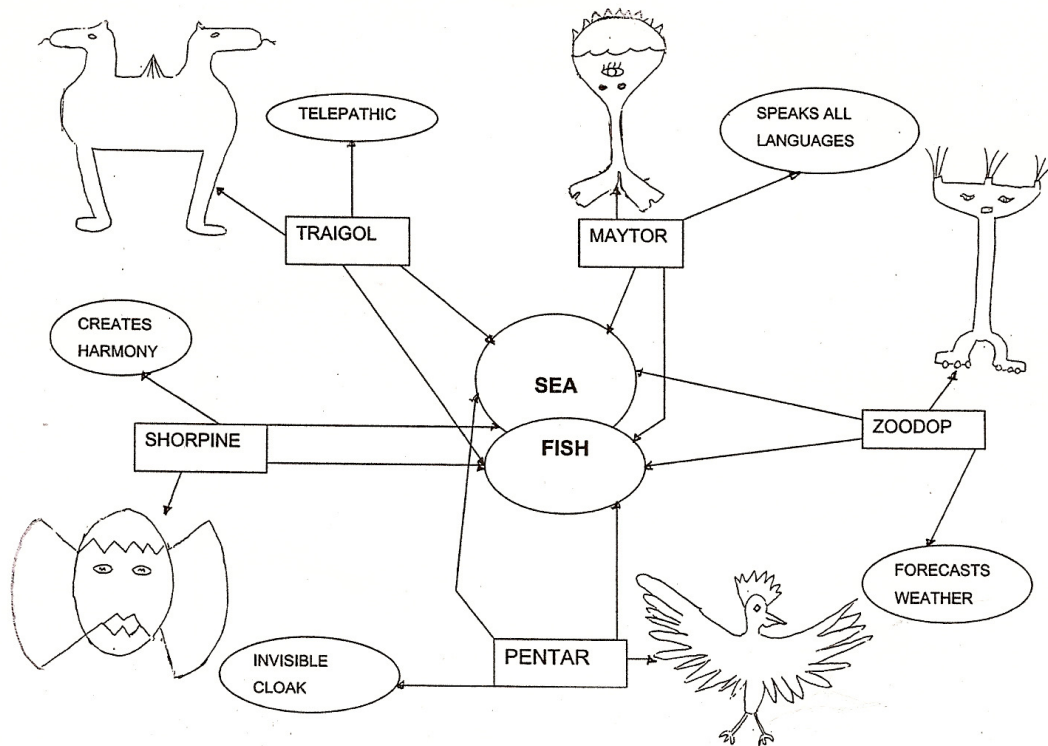 TELEPATHIC
SPEAKS ALL
LANGUAGES
TRAIGOL
MAYTOR
CREATES
HARMONY
SEA
SHORPINE
FISH
ZOODOP
FORECASTS
WEATHER
INVISIBLE
CLOAK
PENTAR